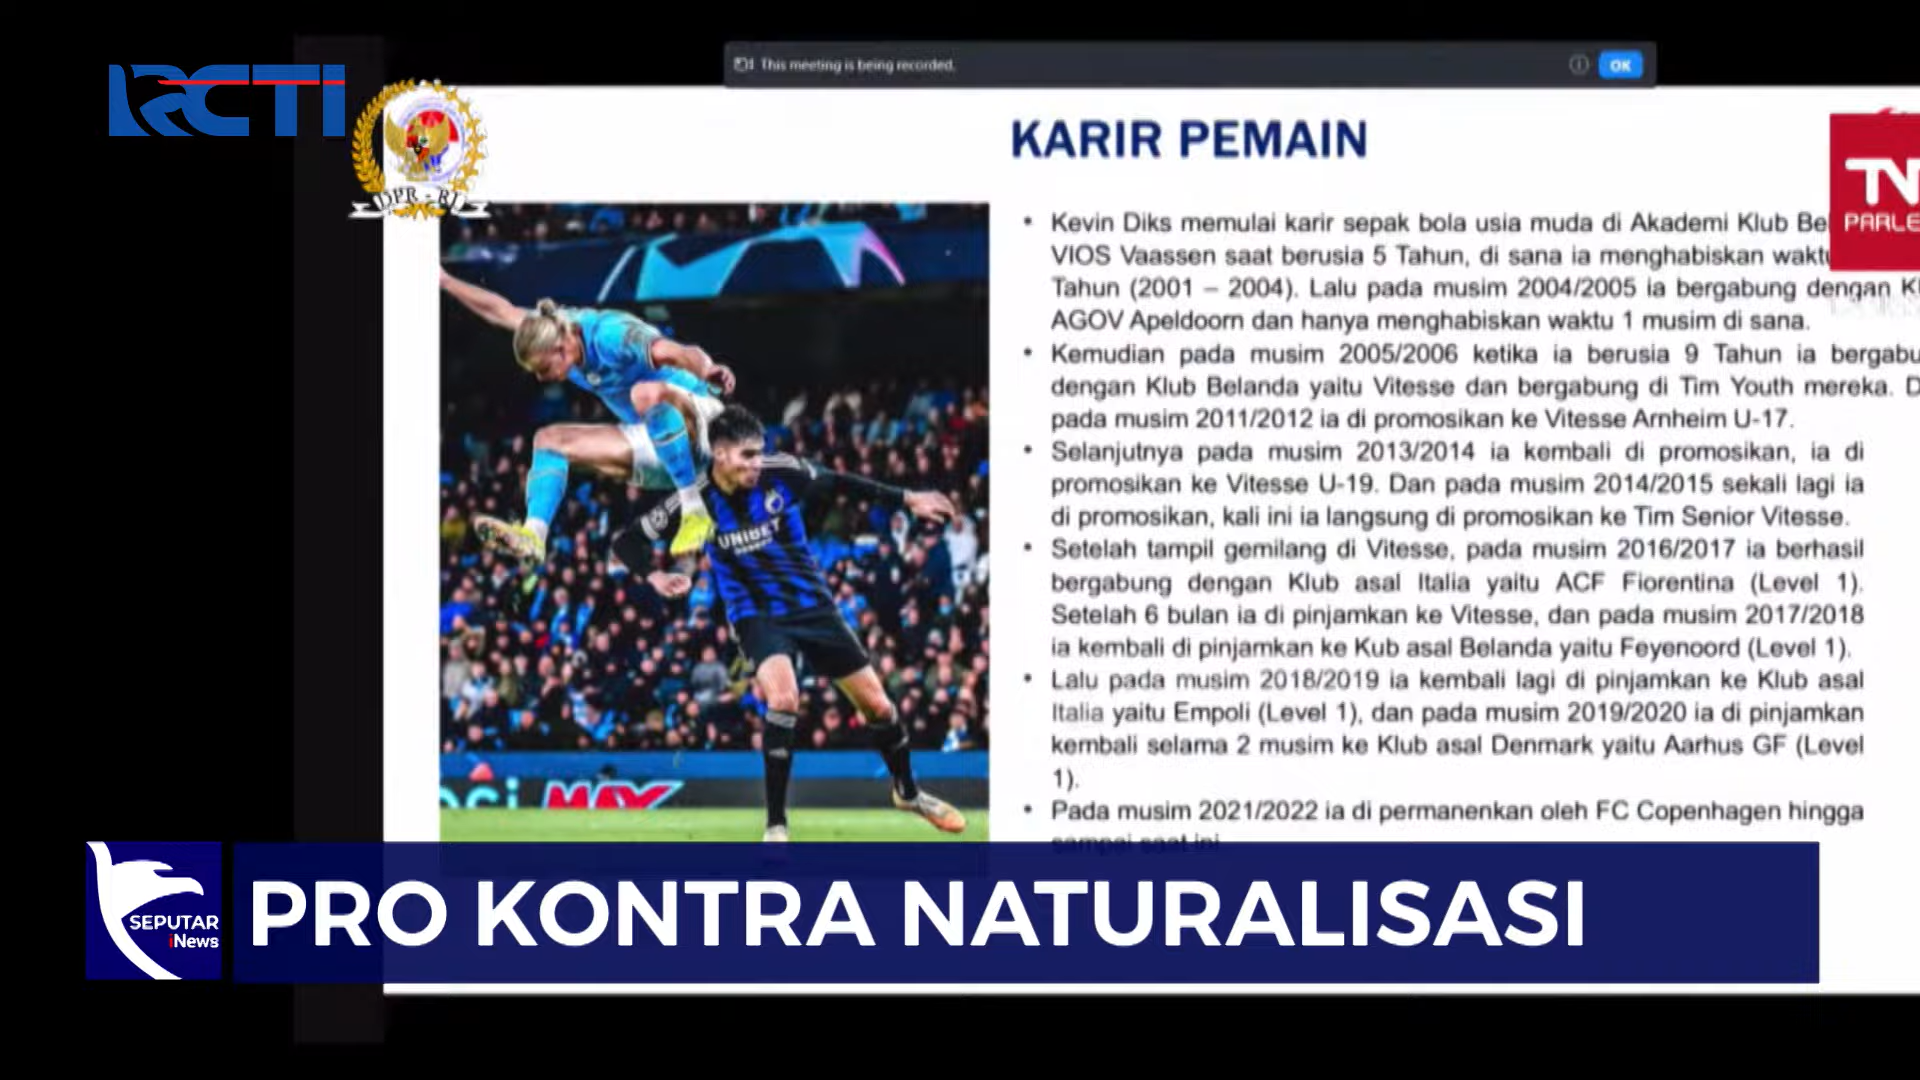 This meeting is being recorded.
OK
RCTI
DPR - RI
KARIR PEMAIN
TV
PARLE
• Kevin Diks memulai karir sepak bola usia muda di Akademi Klub Be
VIOS Vaassen saat berusia 5 Tahun, di sana ia menghabiskan waktu
Tahun (2001 – 2004). Lalu pada musim 2004/2005 ia bergabung dengan Kl
AGOV Apeldoorn dan hanya menghabiskan waktu 1 musim di sana.
• Kemudian pada musim 2005/2006 ketika ia berusia 9 Tahun ia bergabu
dengan Klub Belanda yaitu Vitesse dan bergabung di Tim Youth mereka. D
pada musim 2011/2012 ia di promosikan ke Vitesse Arnheim U-17.
• Selanjutnya pada musim 2013/2014 ia kembali di promosikan, ia di
promosikan ke Vitesse U-19. Dan pada musim 2014/2015 sekali lagi ia
di promosikan, kali ini ia langsung di promosikan ke Tim Senior Vitesse.
• Setelah tampil gemilang di Vitesse, pada musim 2016/2017 ia berhasil
bergabung dengan Klub asal Italia yaitu ACF Fiorentina (Level 1).
Setelah 6 bulan ia di pinjamkan ke Vitesse, dan pada musim 2017/2018
ia kembali di pinjamkan ke Kub asal Belanda yaitu Feyenoord (Level 1).
• Lalu pada musim 2018/2019 ia kembali lagi di pinjamkan ke Klub asal
Italia yaitu Empoli (Level 1), dan pada musim 2019/2020 ia di pinjamkan
kembali selama 2 musim ke Klub asal Denmark yaitu Aarhus GF (Level
1).
• Pada musim 2021/2022 ia di permanenkan oleh FC Copenhagen hingga
sampai saat ini
UNIBET
MAX
SEPUTAR
iNews
PRO KONTRA NATURALISASI